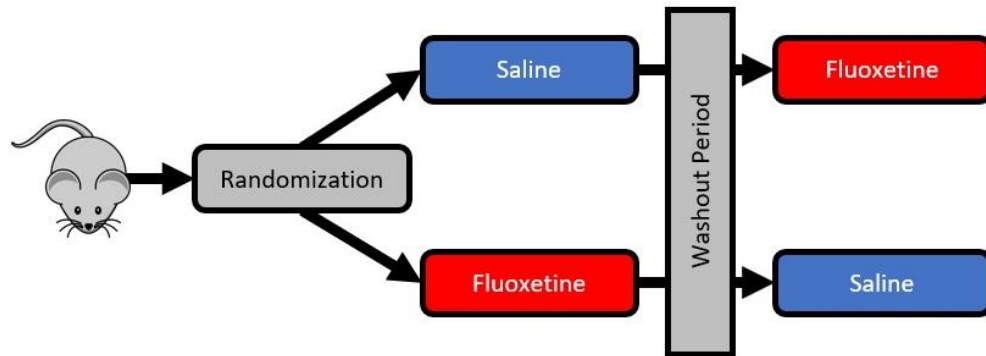 Saline
Fluoxetine
Randomization
Washout Period
Fluoxetine
Saline